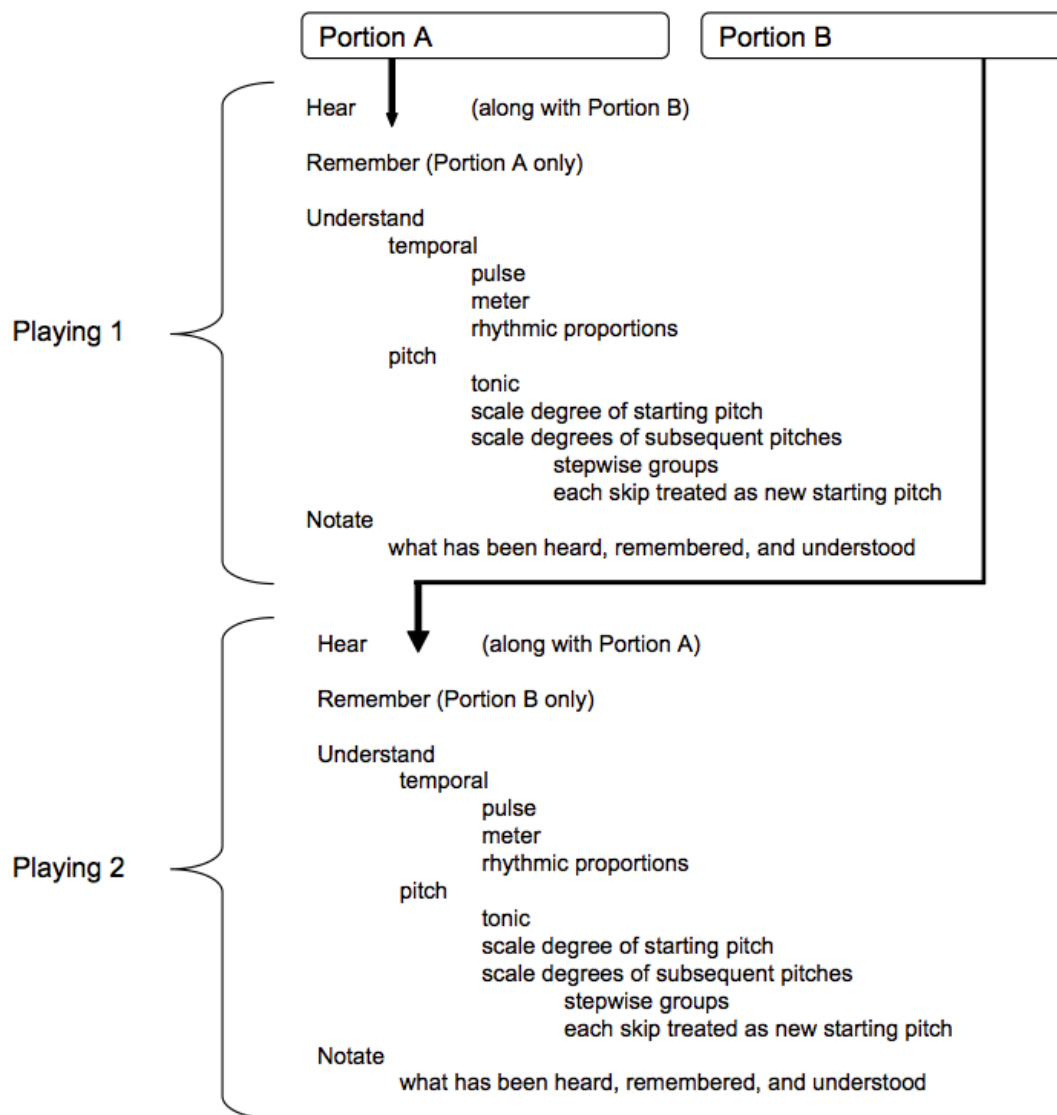 Portion A
Portion B
Hear (along with Portion B)
Remember (Portion A only)
Understand
temporal
pulse
meter
rhythmic proportions
Playing 1
pitch
tonic
scale degree of starting pitch
scale degrees of subsequent pitches
stepwise groups
each skip treated as new starting pitch
Notate
what has been heard, remembered, and understood
Hear (along with Portion A)
Remember (Portion B only)
Understand
temporal
pulse
meter
rhythmic proportions
Playing 2
pitch
tonic
scale degree of starting pitch
scale degrees of subsequent pitches
stepwise groups
each skip treated as new starting pitch
Notate
what has been heard, remembered, and understood